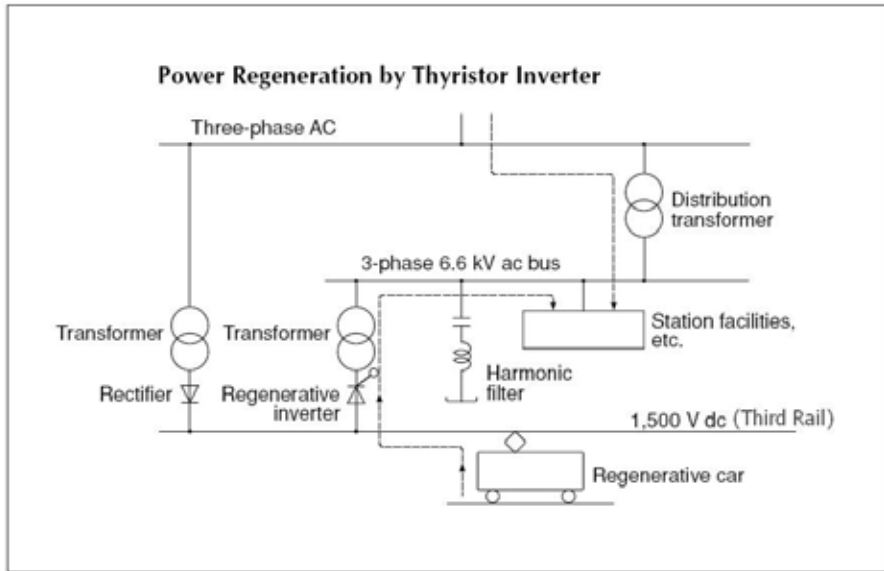 Power Regeneration by Thyristor Inverter
Three-phase AC
Distribution
transformer
3-phase 6.6 kV ac bus
Transformer
Transformer
Station facilities,
etc.
Rectifier
Regenerative
inverter
Harmonic
filter
1,500 V dc (Third Rail)
Regenerative car